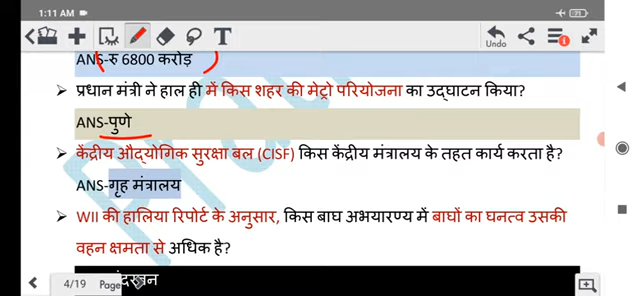 1:11 AM
Undo
ANS-रु 6800 करोड़
प्रधान मंत्री ने हाल ही में किस शहर की मेट्रो परियोजना का उद्घाटन किया?
ANS-पुणे
केंद्रीय औद्योगिक सुरक्षा बल (CISF) किस केंद्रीय मंत्रालय के तहत कार्य करता है?
ANS-गृह मंत्रालय
WII की हालिया रिपोर्ट के अनुसार, किस बाघ अभयारण्य में बाघों का घनत्व उसकी
वहन क्षमता से अधिक है?
4/19 Page